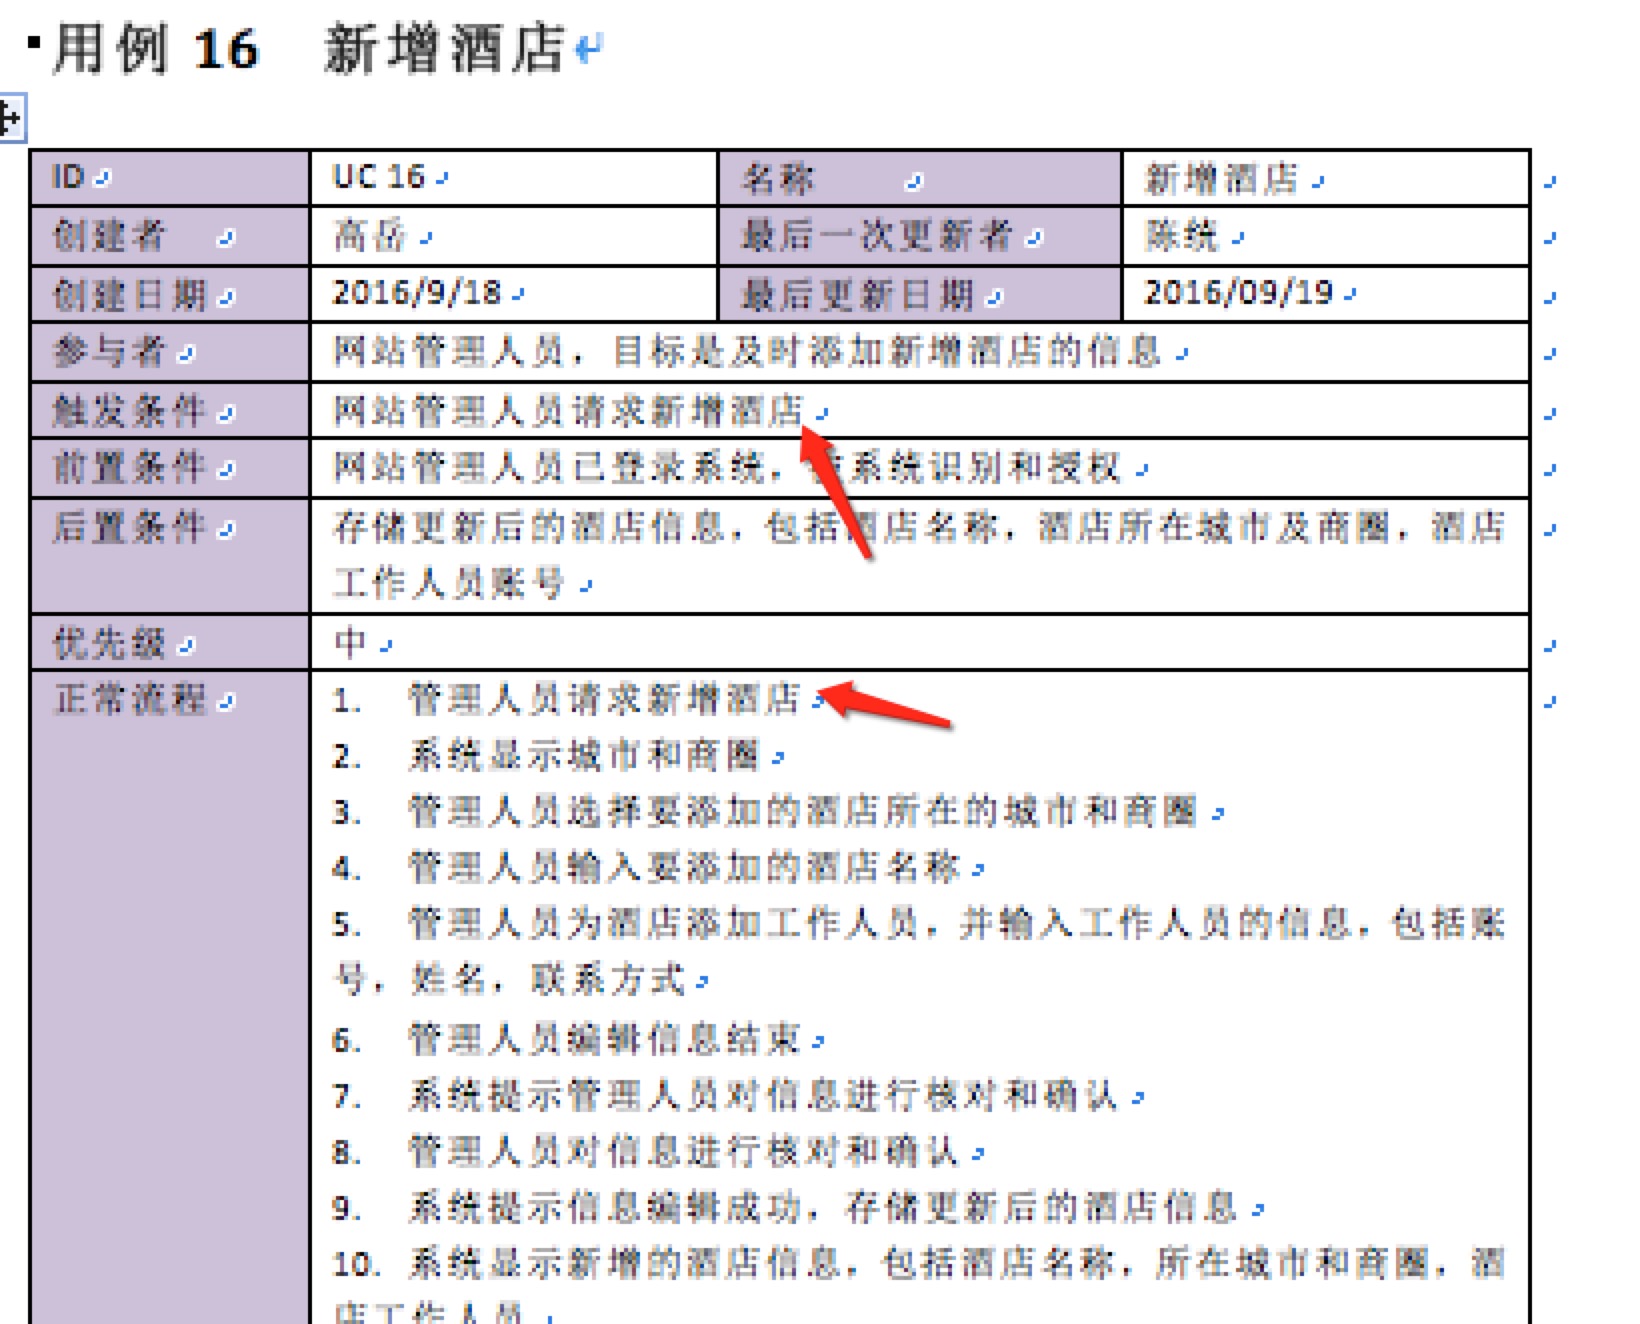 用例 16 新增酒店
ID UC 16 名称 新增酒店
创建者 高岳 最后一次更新者 陈统
创建日期 2016/9/18 最后更新日期 2016/09/19
参与者 网站管理人员，目标是及时添加新增酒店的信息
触发条件 网站管理人员请求新增酒店
前置条件 网站管理人员已登录系统，系统识别和授权
后置条件 存储更新后的酒店信息，包括酒店名称，酒店所在城市及商圈，酒店
工作人员账号
优先级 中
正常流程 1. 管理人员请求新增酒店
2. 系统显示城市和商圈
3. 管理人员选择要添加的酒店所在的城市和商圈
4. 管理人员输入要添加的酒店名称
5. 管理人员为酒店添加工作人员，并输入工作人员的信息，包括账
号，姓名，联系方式
6. 管理人员编辑信息结束
7. 系统提示管理人员对信息进行核对和确认
8. 管理人员对信息进行核对和确认
9. 系统提示信息编辑成功，存储更新后的酒店信息
10. 系统显示新增的酒店信息，包括酒店名称，所在城市和商圈，酒
店工作人员